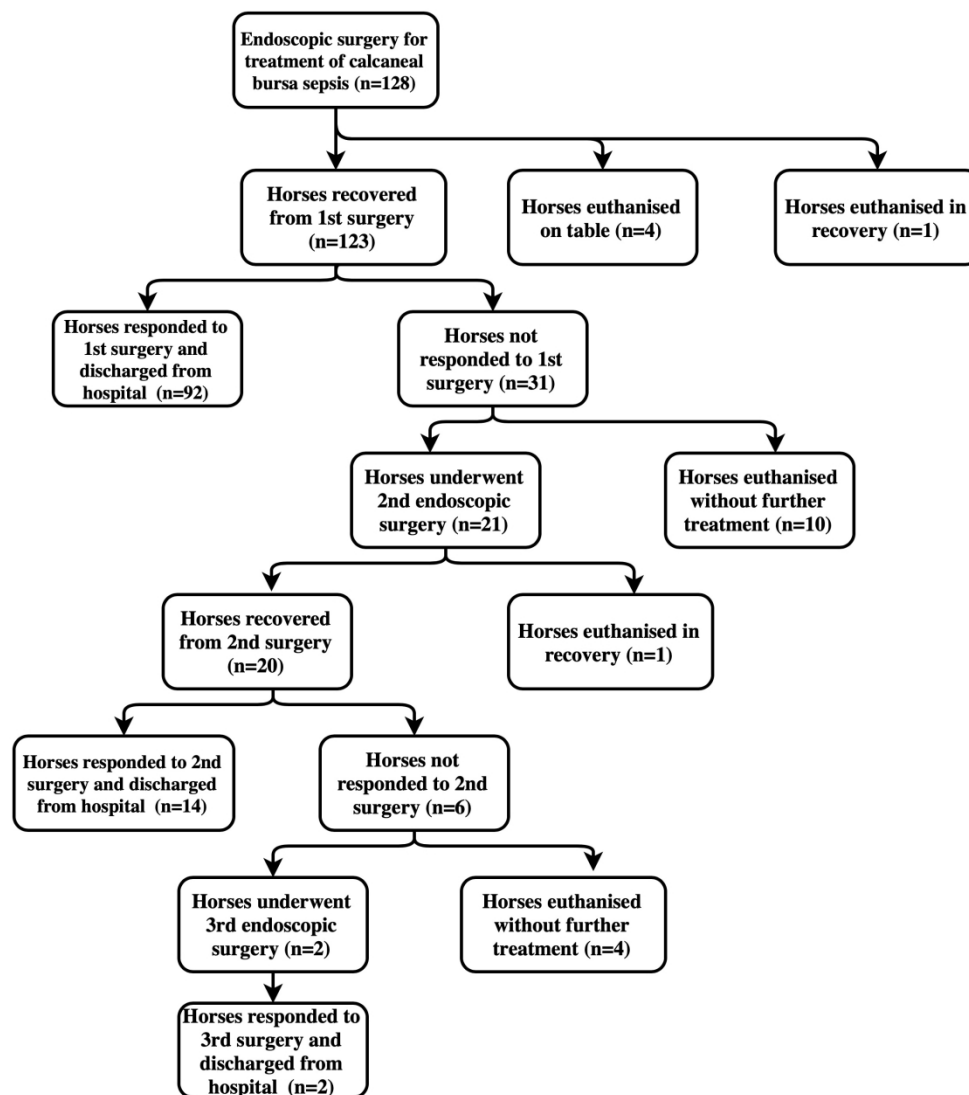 Endoscopic surgery for
treatment of calcaneal
bursa sepsis (n=128)
Horses recovered
from 1st surgery
(n=123)
Horses euthanised
on table (n=4)
Horses euthanised in
recovery (n=1)
Horses responded to
1st surgery and
discharged from
hospital (n=92)
Horses not
responded to 1st
surgery (n=31)
Horses underwent
2nd endoscopic
surgery (n=21)
Horses euthanised
without further
treatment (n=10)
Horses recovered
from 2nd surgery
(n=20)
Horses euthanised in
recovery (n=1)
Horses responded to 2nd
surgery and discharged
from hospital (n=14)
Horses not
responded to 2nd
surgery (n=6)
Horses underwent
3rd endoscopic
surgery (n=2)
Horses euthanised
without further
treatment (n=4)
Horses responded to
3rd surgery and
discharged from
hospital (n=2)